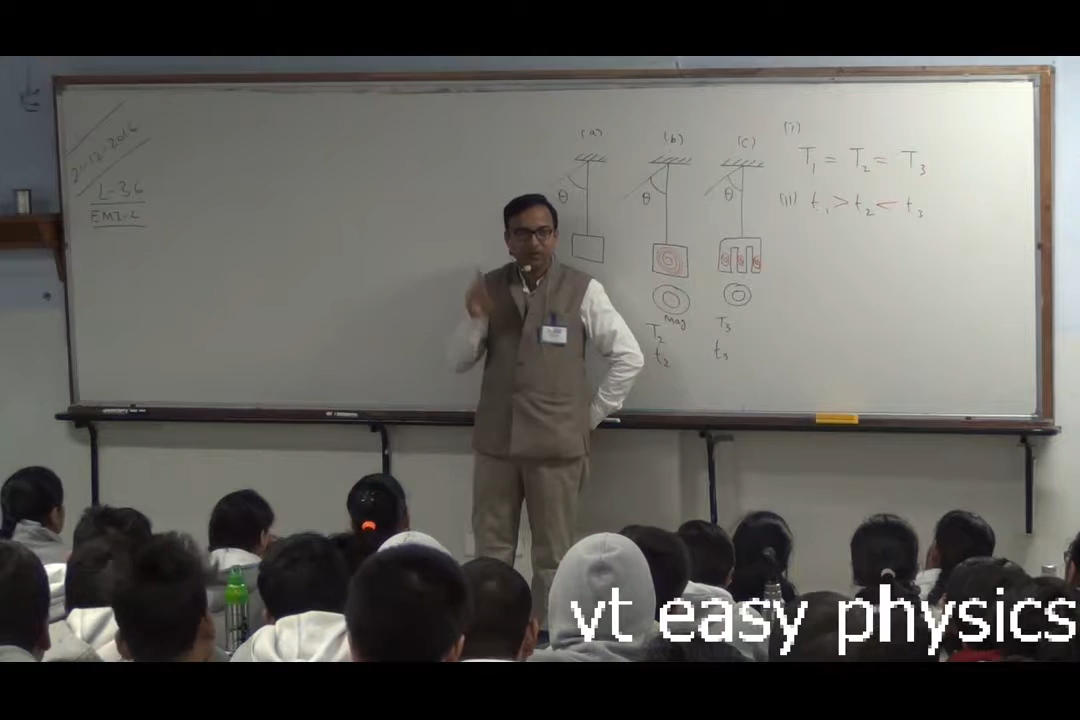 21-12-2016
L-36
EMI-2
(a) (b) (c)
θ θ θ
Mag
T₂ T₃
t₂ t₃
(i)
T₁ = T₂ = T₃
(ii) t₁ > t₂ < t₃
vt easy physics